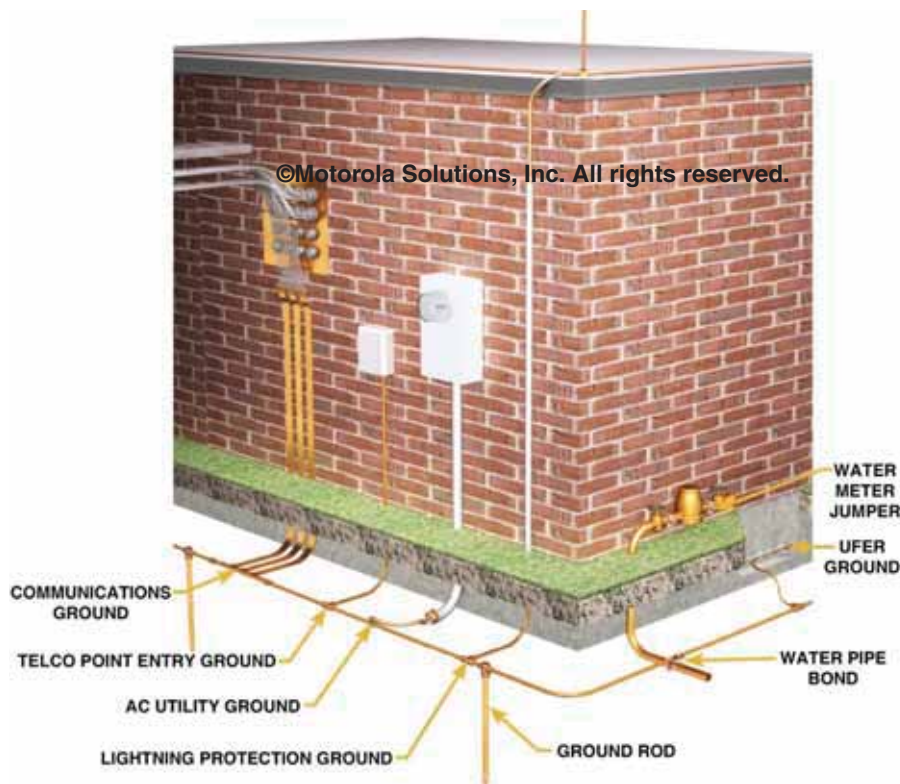 ©Motorola Solutions, Inc. All rights reserved.
WATER
METER
JUMPER
UFER
GROUND
COMMUNICATIONS
GROUND
TELCO POINT ENTRY GROUND
WATER PIPE
BOND
AC UTILITY GROUND
LIGHTNING PROTECTION GROUND
GROUND ROD